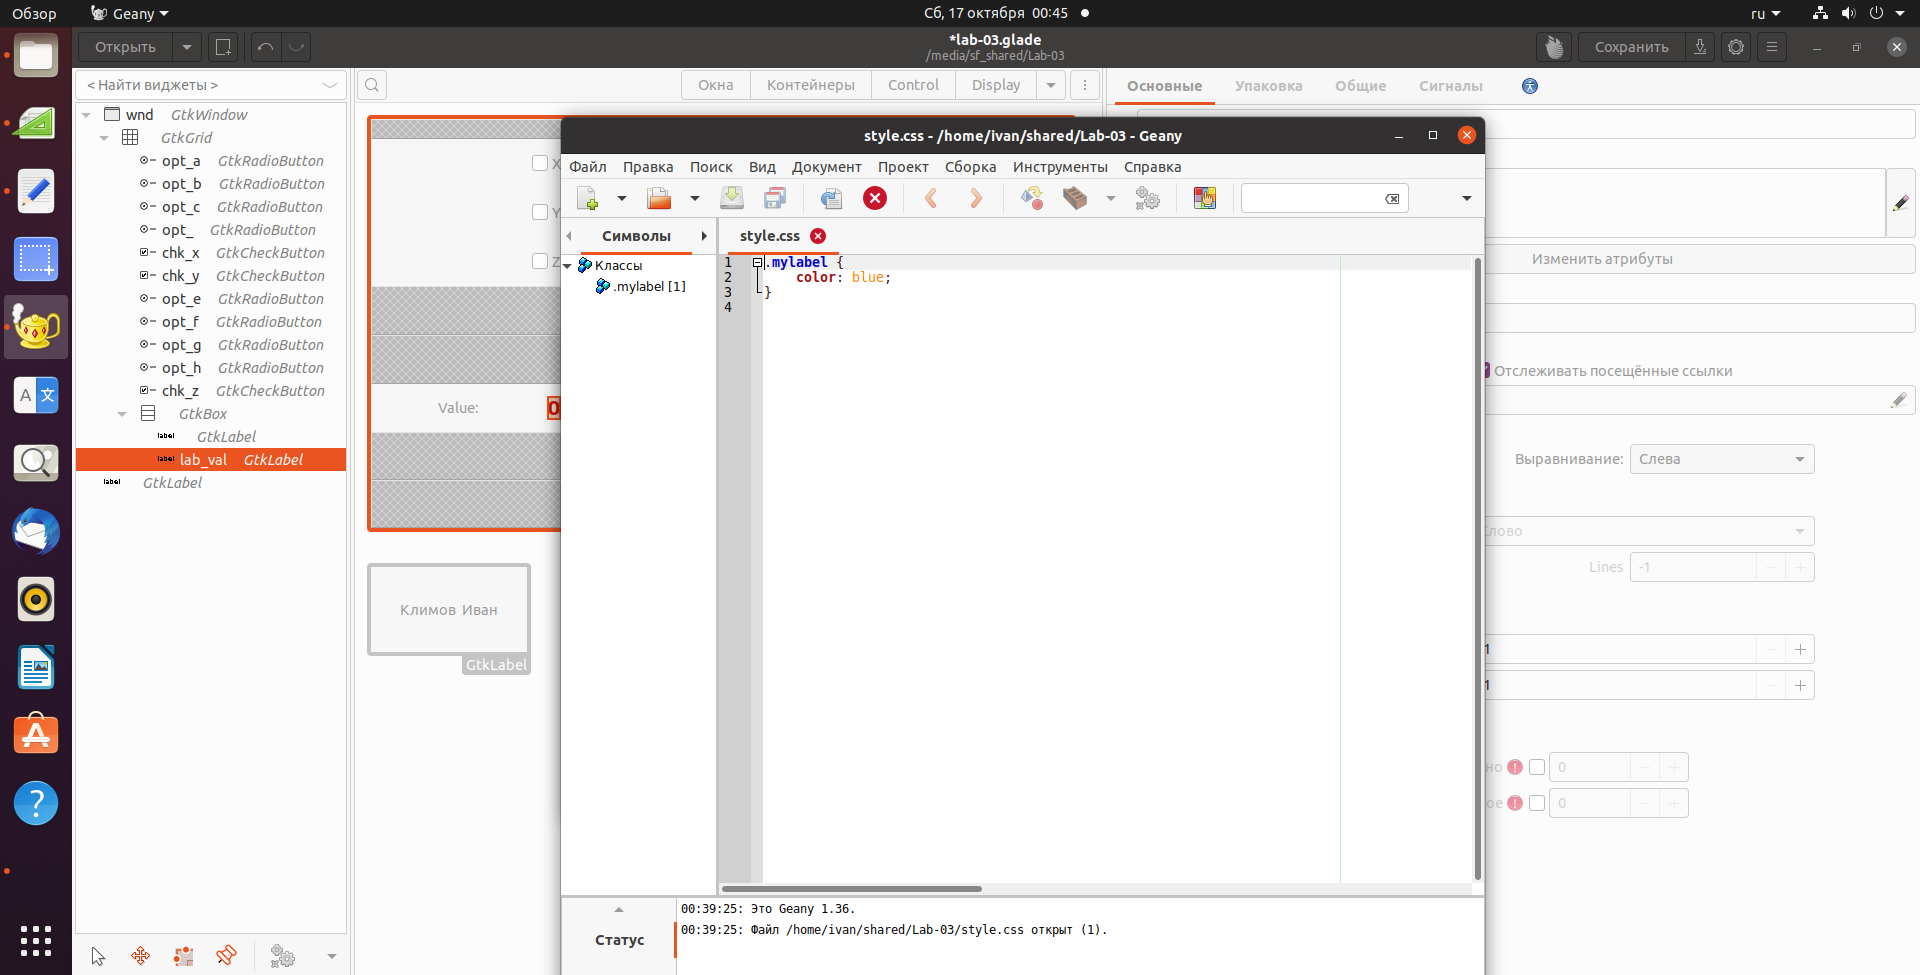 Обзор
Geany
Сб, 17 октября 00:45
ru
Открыть
*lab-03.glade
/media/sf_shared/Lab-03
Сохранить
< Найти виджеты >
Окна
Контейнеры
Control
Display
Основные
Упаковка
Общие
Сигналы
wnd GtkWindow
GtkGrid
opt_a GtkRadioButton
opt_b GtkRadioButton
opt_c GtkRadioButton
opt_ GtkRadioButton
chk_x GtkCheckButton
chk_y GtkCheckButton
opt_e GtkRadioButton
opt_f GtkRadioButton
opt_g GtkRadioButton
opt_h GtkRadioButton
chk_z GtkCheckButton
GtkBox
label GtkLabel
label lab_val GtkLabel
label GtkLabel
X
Y
Z
Value:
0
Климов Иван
GtkLabel
style.css - /home/ivan/shared/Lab-03 - Geany
Файл Правка Поиск Вид Документ Проект Сборка Инструменты Справка
Символы
style.css
Классы
.mylabel [1]
1 .mylabel {
2 color: blue;
3 }
4
Статус
00:39:25: Это Geany 1.36.
00:39:25: Файл /home/ivan/shared/Lab-03/style.css открыт (1).
Изменить атрибуты
Отслеживать посещённые ссылки
Выравнивание: Слева
Слово
Lines -1
1
1
но 0
ое 0